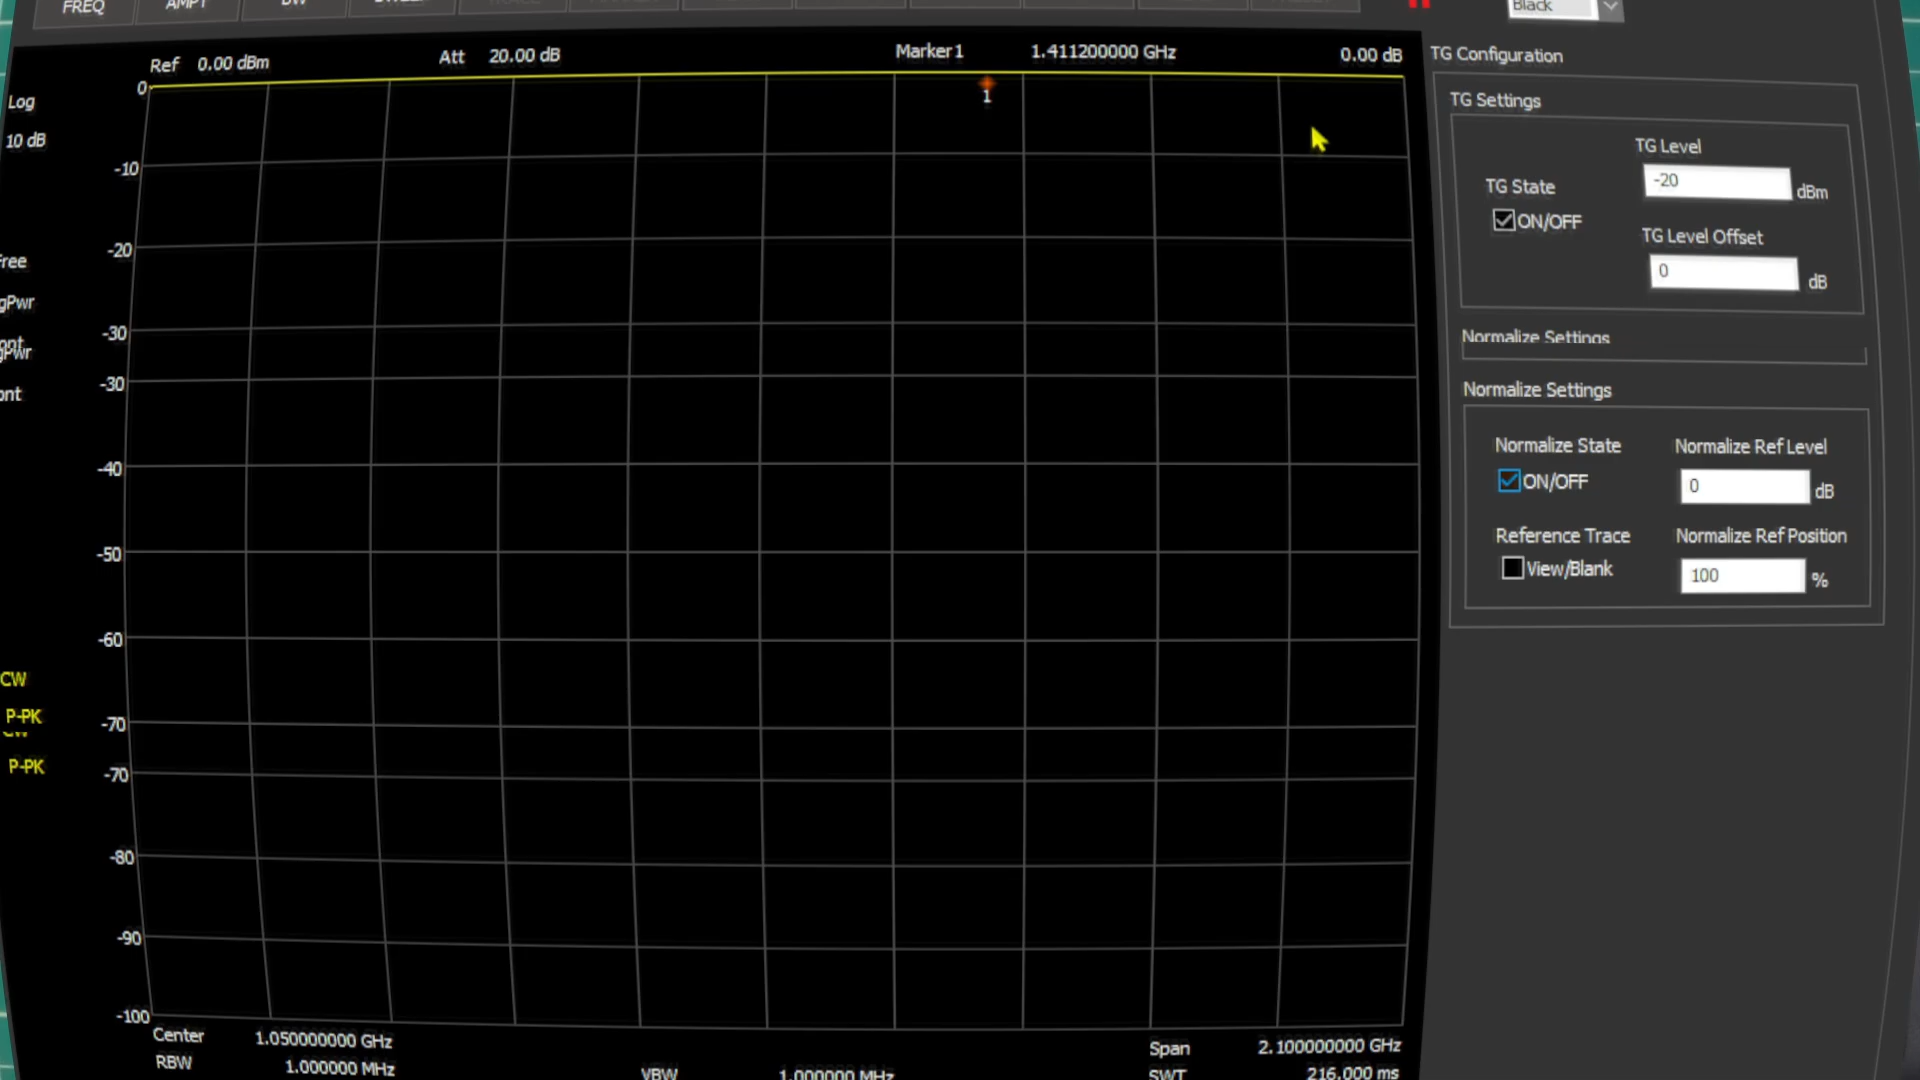 FREQ AMPT BW
Black
Ref 0.00 dBm Att 20.00 dB Marker1 1.411200000 GHz 0.00 dB
TG Configuration
0
Log
1
TG Settings
10 dB
-10
TG Level
-20 dBm
TG State
ON/OFF
TG Level Offset
0 dB
-20
Free
gPwr
-30
Normalize Settings
ont
gPwr
-30
Normalize Settings
ont
Normalize State Normalize Ref Level
-40
ON/OFF 0 dB
Reference Trace Normalize Ref Position
-50
View/Blank 100 %
-60
CW
P-PK
-70
CW
P-PK
-70
-80
-90
-100
Center 1.050000000 GHz Span 2.100000000 GHz
RBW 1.000000 MHz VBW 1.000000 MHz SWT 216.000 ms